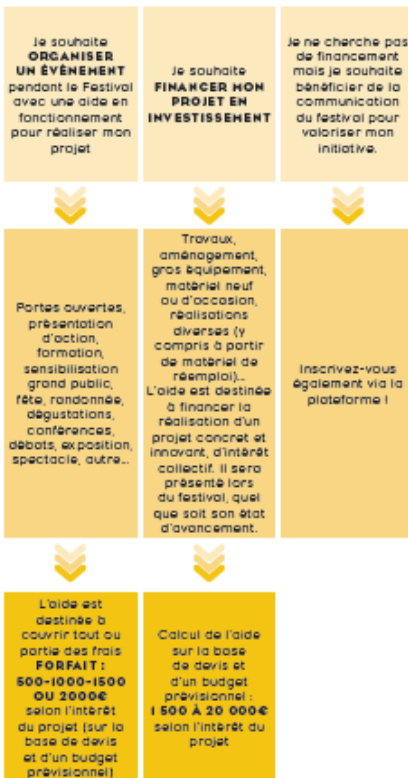 Je souhaite
ORGANISER
UN ÉVÈNEMENT
pendant le Festival
avec une aide en
fonctionnement
pour réaliser mon
projet
Je souhaite
FINANCER MON
PROJET EN
INVESTISSEMENT
Je ne cherche pas
de financement
mais je souhaite
bénéficier de la
communication
du festival pour
valoriser mon
initiative.
Portes ouvertes,
présentation
d'action,
formation,
sensibilisation
grand public,
fête, randonnée,
dégustations,
conférences,
débats, exposition,
spectacle, autre...
Travaux,
aménagement,
gros équipement,
matériel neuf
ou d'occasion,
réalisations
diverses (y
compris à partir
de matériel de
réemploi)...
L'aide est destinée
à financer la
réalisation d'un
projet concret et
innovant, d'intérêt
collectif. Il sera
présenté lors
du festival, quel
que soit son état
d'avancement.
Inscrivez-vous
également via la
plateforme !
L'aide est
destinée à
couvrir tout ou
partie des frais
FORFAIT :
500-1000-1500
OU 2000€
selon l'intérêt
du projet (sur la
base de devis
et d'un budget
prévisionnel)
Calcul de l'aide
sur la base
de devis et
d'un budget
prévisionnel :
1 500 À 20 000€
selon l'intérêt du
projet